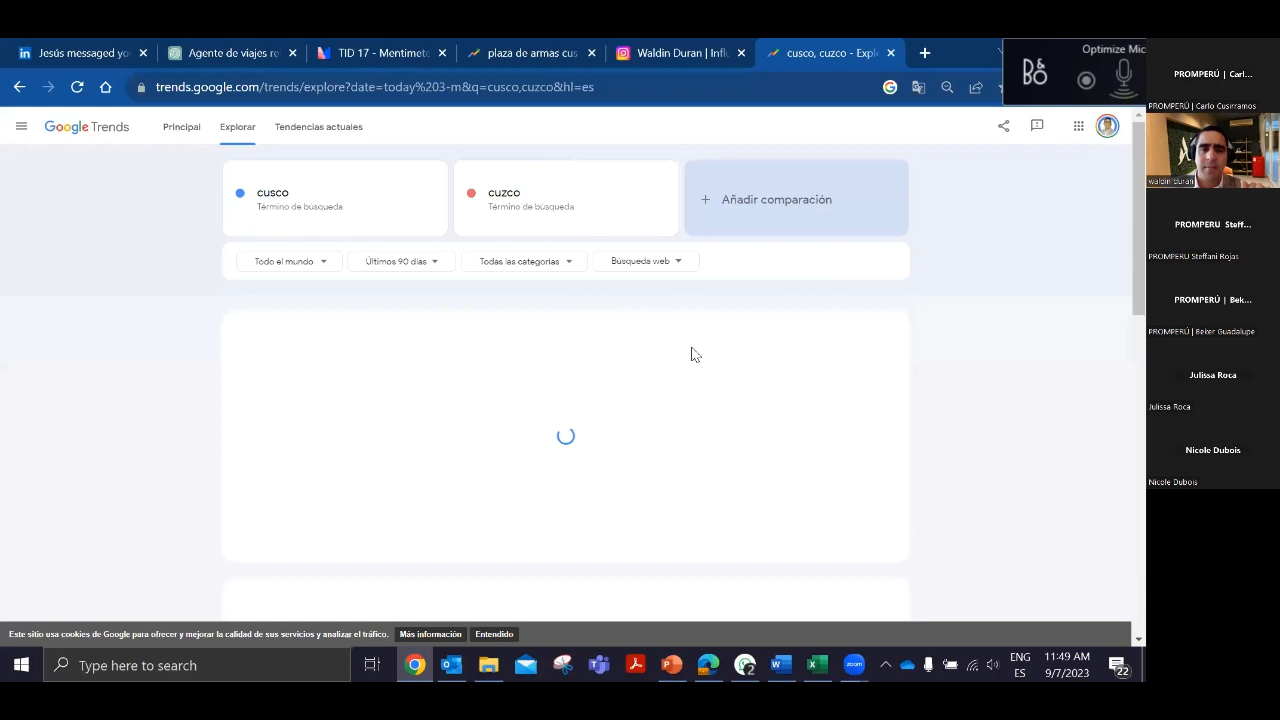 Jesús messaged yo
Agente de viajes re
TID 17 - Mentimete
plaza de armas cus
Waldin Duran | Infl
cusco, cuzco - Expl
Optimize Mic
trends.google.com/trends/explore?date=today%203-m&q=cusco,cuzco&hl=es
Google Trends
Principal
Explorar
Tendencias actuales
cusco
Término de búsqueda
cuzco
Término de búsqueda
+ Añadir comparación
Todo el mundo
Últimos 90 días
Todas las categorías
Búsqueda web
Este sitio usa cookies de Google para ofrecer y mejorar la calidad de sus servicios y analizar el tráfico.
Más información
Entendido
Type here to search
ENG
ES
11:49 AM
9/7/2023
22
PROMPERÚ | Carl...
PROMPERÚ | Carlo Cusirramos
waldin duran
PROMPERU Steff...
PROMPERU Steffani Rojas
PROMPERÚ | Bek...
PROMPERÚ | Beker Guadalupe
Julissa Roca
Julissa Roca
Nicole Dubois
Nicole Dubois